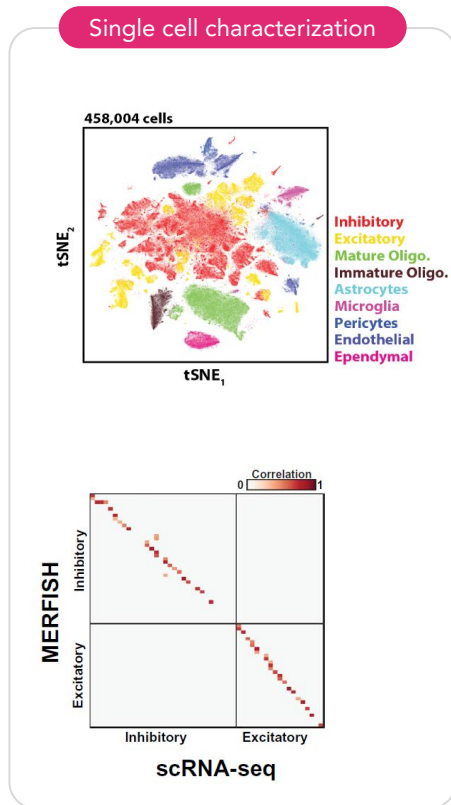 Single cell characterization
458,004 cells
tSNE2
tSNE1
Inhibitory
Excitatory
Mature Oligo.
Immature Oligo.
Astrocytes
Microglia
Pericytes
Endothelial
Ependymal
Correlation
0 1
MERFISH
Inhibitory
Excitatory
Inhibitory Excitatory
scRNA-seq